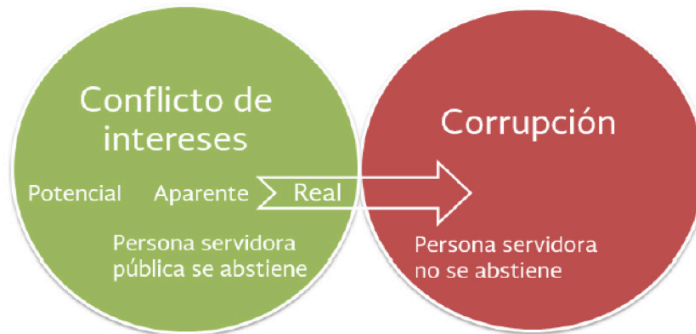 Conflicto de
intereses
Potencial Aparente Real
Persona servidora
pública se abstiene
Corrupción
Persona servidora
no se abstiene